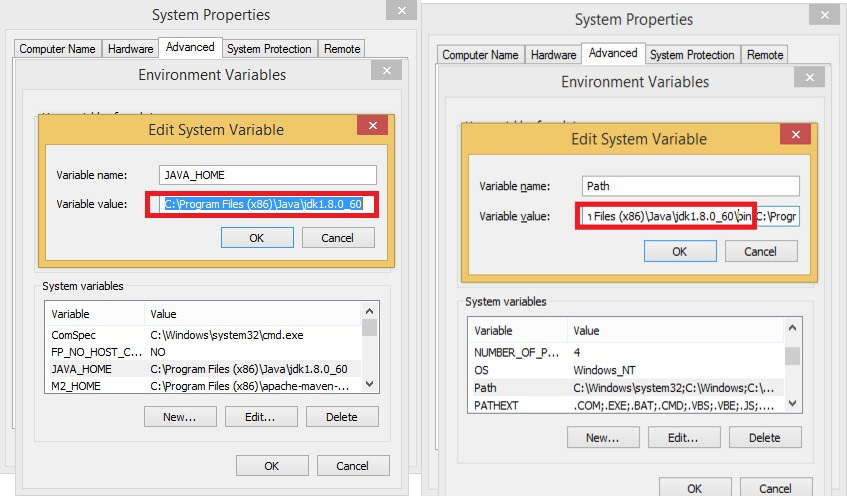 System Properties
Computer Name Hardware Advanced System Protection Remote
Environment Variables
Edit System Variable
Variable name: JAVA_HOME
Variable value: C:\Program Files (x86)\Java\jdk1.8.0_60
OK Cancel
System variables
Variable Value
ComSpec C:\Windows\system32\cmd.exe
FP_NO_HOST_C... NO
JAVA_HOME C:\Program Files (x86)\Java\jdk1.8.0_60
M2_HOME C:\Program Files (x86)\apache-maven-...
New... Edit... Delete
OK Cancel
System Properties
Computer Name Hardware Advanced System Protection Remote
Environment Variables
Edit System Variable
Variable name: Path
Variable value: Files (x86)\Java\jdk1.8.0_60\bin;C:\Progr
OK Cancel
System variables
Variable Value
NUMBER_OF_P... 4
OS Windows_NT
Path C:\Windows\system32;C:\Windows;C:\...
PATHEXT .COM;.EXE;.BAT;.CMD;.VBS;.VBE;.JS;....
New... Edit... Delete
OK Cancel